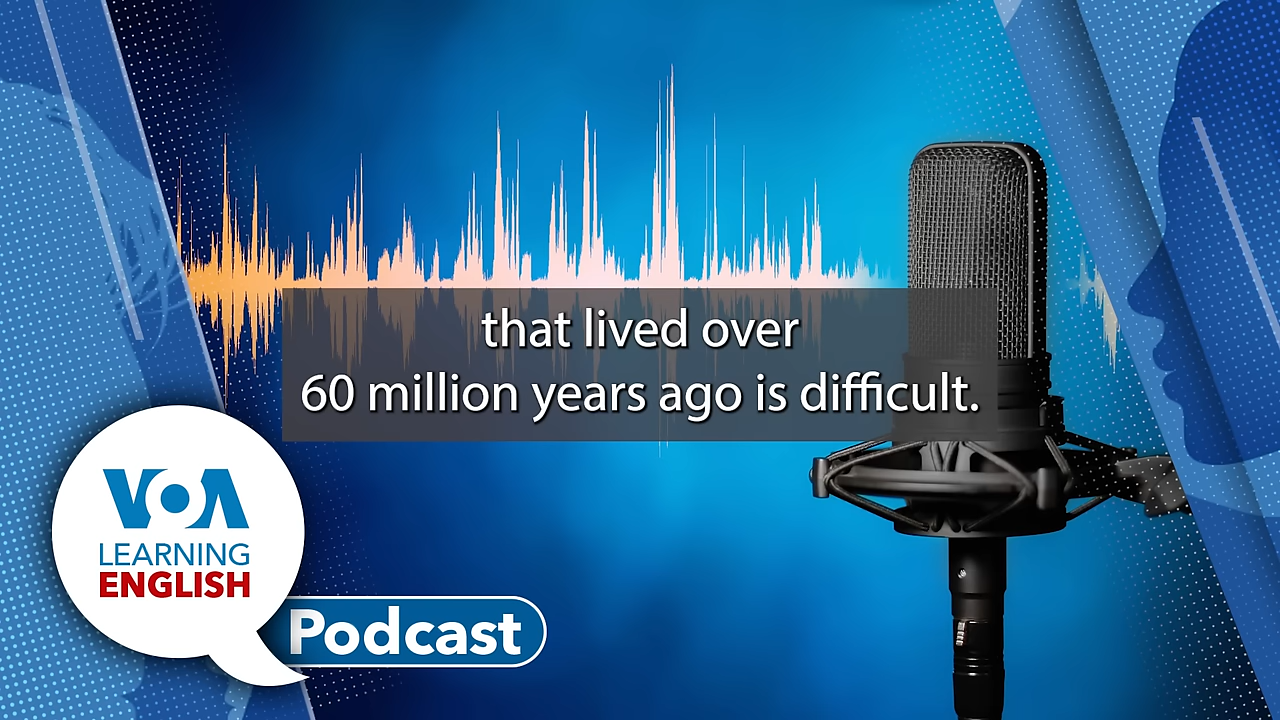 that lived over
60 million years ago is difficult.
VOA
LEARNING
ENGLISH
Podcast